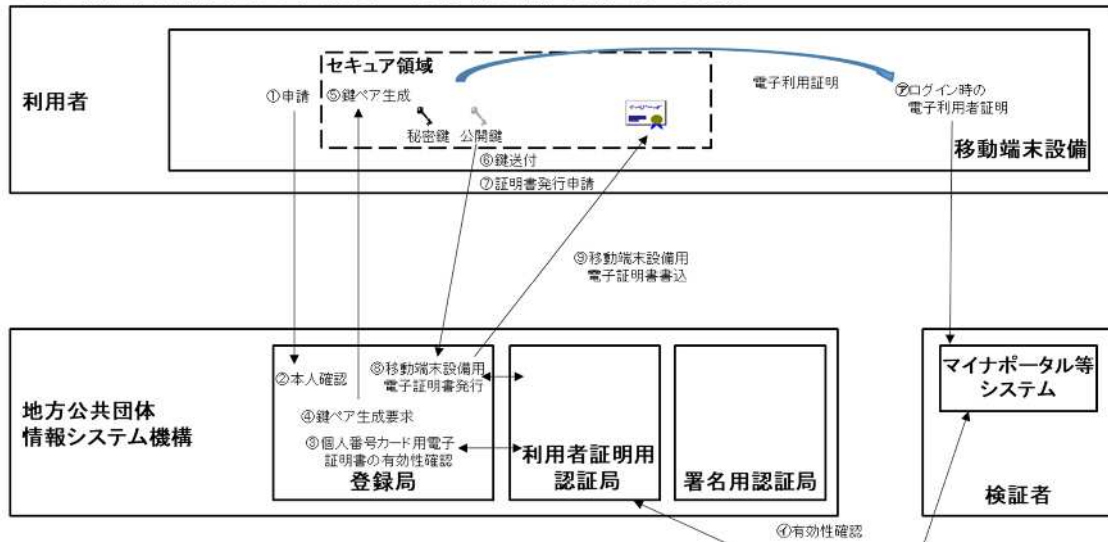 利用者
セキュア領域
①申請
⑤鍵ペア生成
秘密鍵
公開鍵
電子利用証明
㋐ログイン時の
電子利用者証明
移動端末設備
⑥鍵送付
⑦証明書発行申請
⑨移動端末設備用
電子証明書書込
地方公共団体
情報システム機構
②本人確認
⑧移動端末設備用
電子証明書発行
④鍵ペア生成要求
③個人番号カード用電子
証明書の有効性確認
登録局
利用者証明用
認証局
署名用認証局
マイナポータル等
システム
検証者
㋑有効性確認